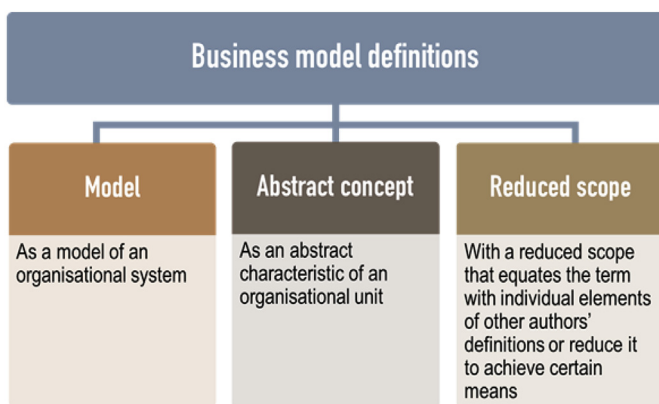 Business model definitions
Model
As a model of an
organisational system
Abstract concept
As an abstract
characteristic of an
organisational unit
Reduced scope
With a reduced scope
that equates the term
with individual elements
of other authors’
definitions or reduce it
to achieve certain
means